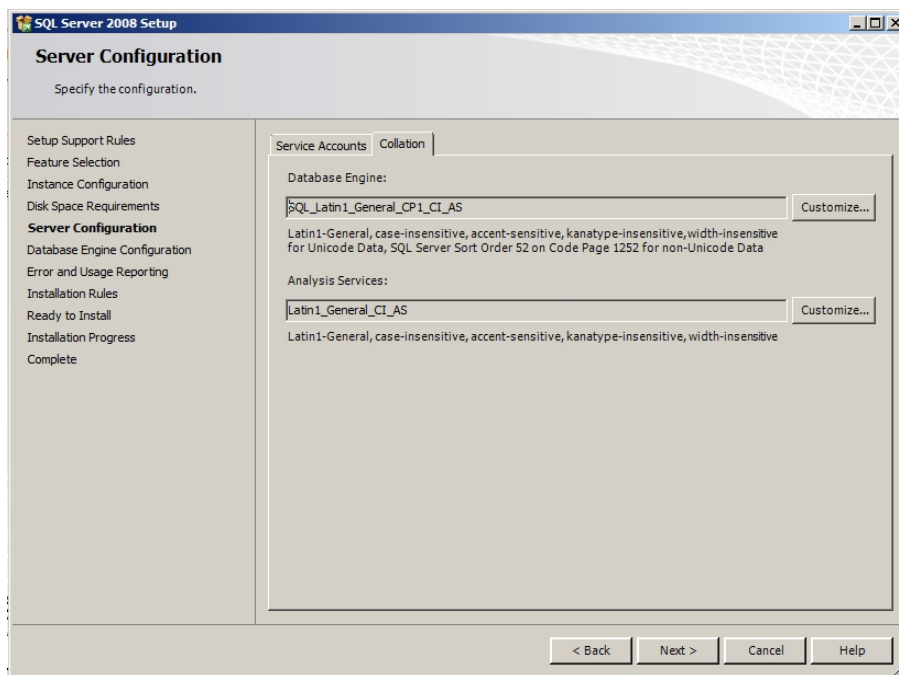 SQL Server 2008 Setup
Server Configuration
Specify the configuration.
Setup Support Rules
Feature Selection
Instance Configuration
Disk Space Requirements
Server Configuration
Database Engine Configuration
Error and Usage Reporting
Installation Rules
Ready to Install
Installation Progress
Complete
Service Accounts
Collation
Database Engine:
SQL_Latin1_General_CP1_CI_AS
Customize...
Latin1-General, case-insensitive, accent-sensitive, kanatype-insensitive, width-insensitive
for Unicode Data, SQL Server Sort Order 52 on Code Page 1252 for non-Unicode Data
Analysis Services:
Latin1_General_CI_AS
Customize...
Latin1-General, case-insensitive, accent-sensitive, kanatype-insensitive, width-insensitive
< Back
Next >
Cancel
Help